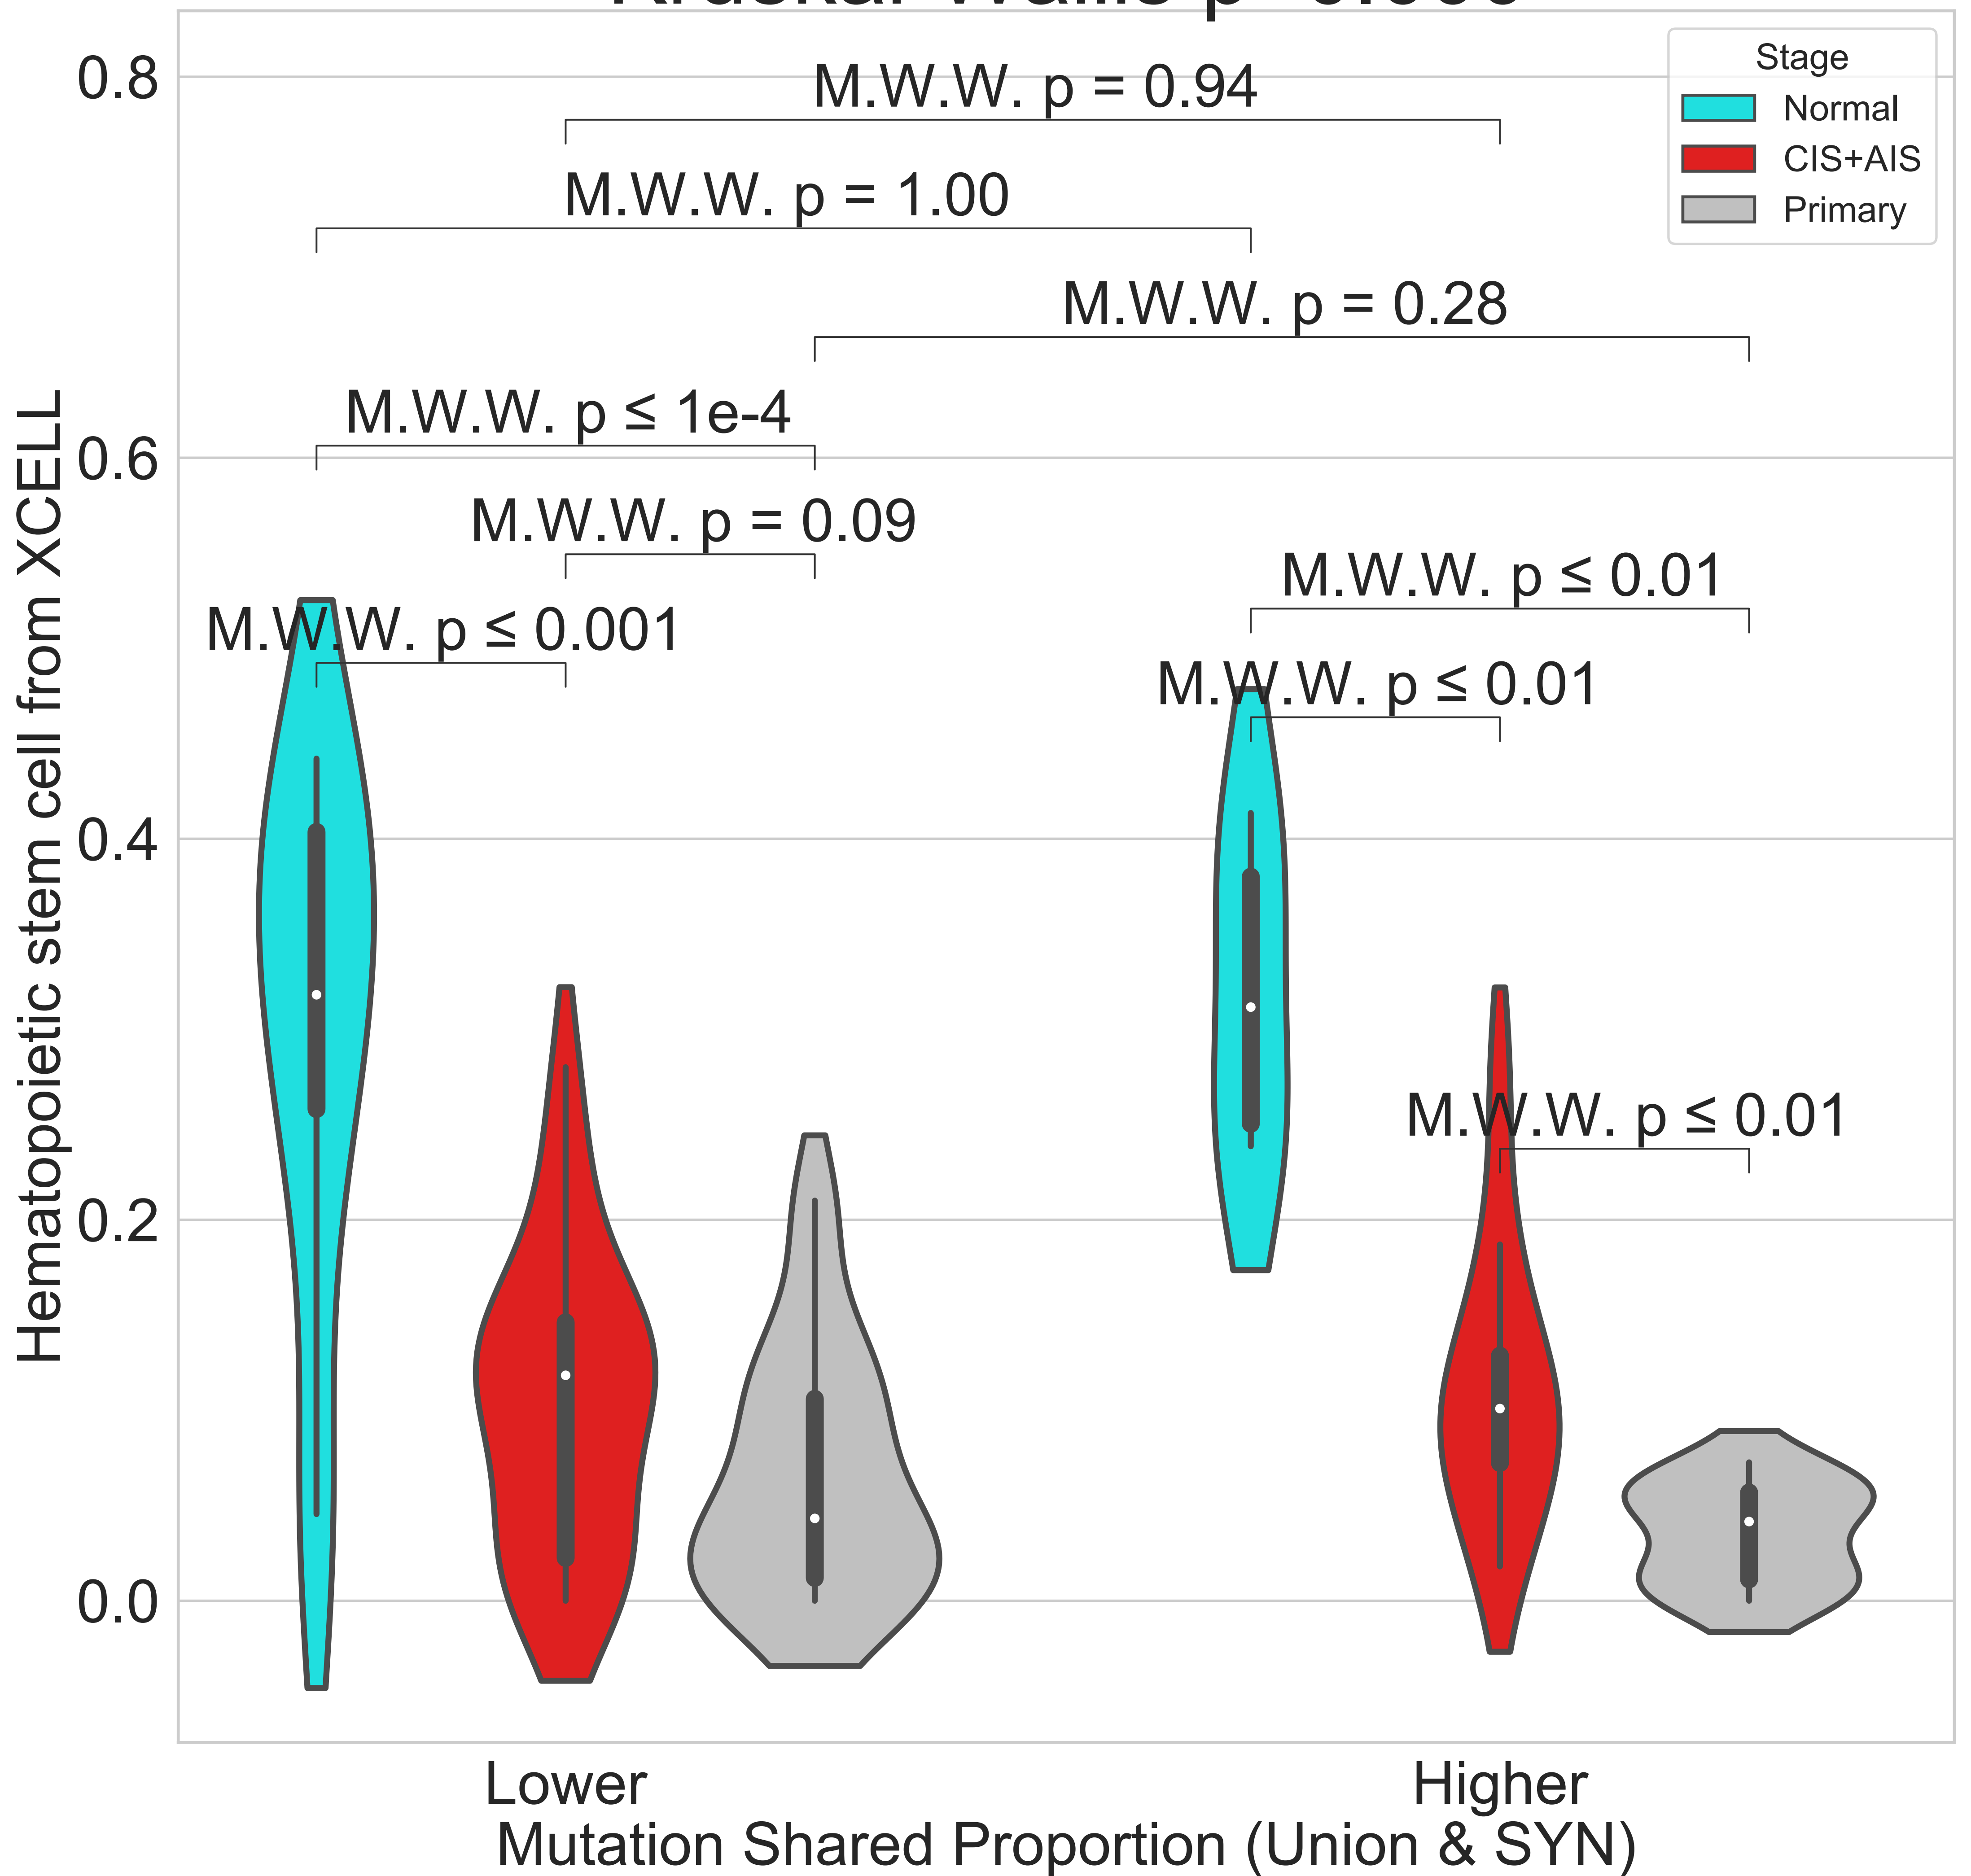 Stage
Normal
CIS+AIS
Primary
M.W.W. p = 0.94
M.W.W. p = 1.00
M.W.W. p = 0.28
M.W.W. p ≤ 1e-4
M.W.W. p = 0.09
M.W.W. p ≤ 0.001
M.W.W. p ≤ 0.01
M.W.W. p ≤ 0.01
M.W.W. p ≤ 0.01
Hematopoietic stem cell from XCELL
0.8
0.6
0.4
0.2
0.0
Lower
Higher
Mutation Shared Proportion (Union & SYN)